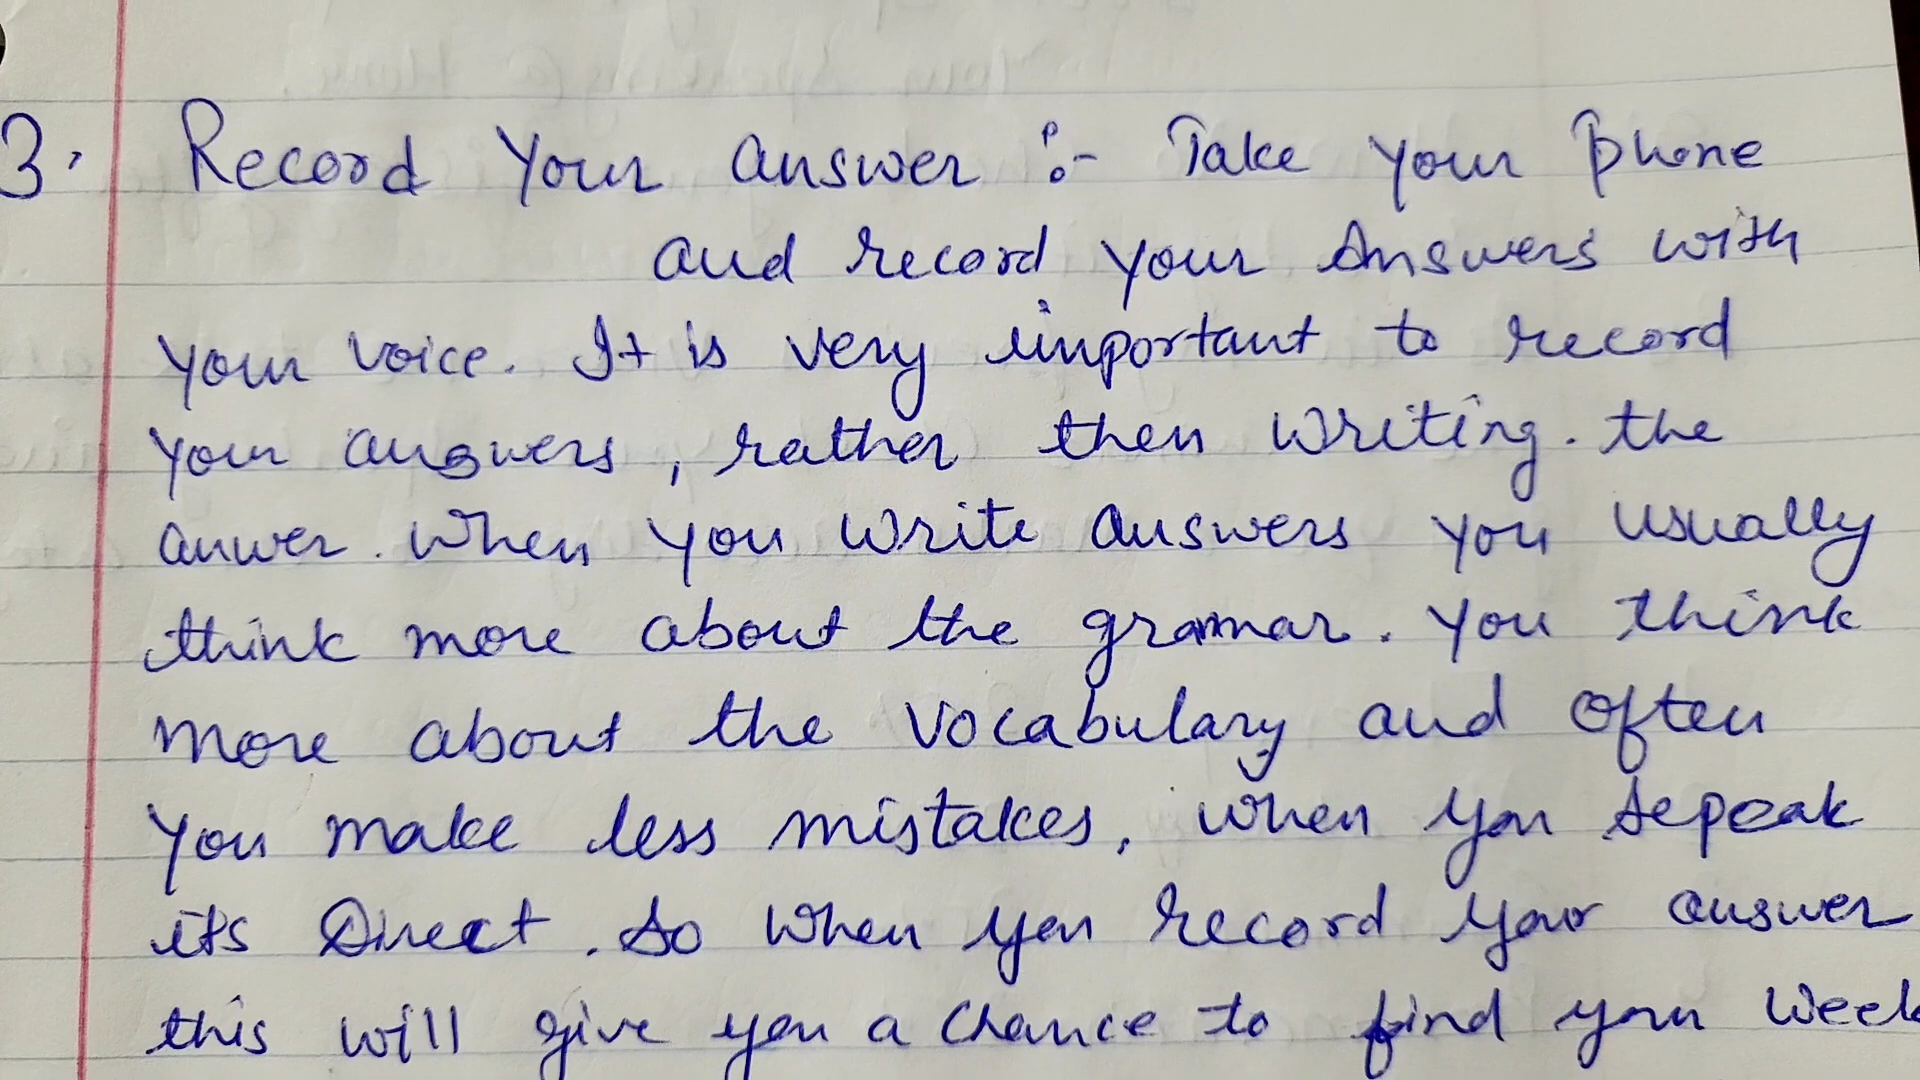 3. Record Your answer :- Take your phone
and record your Answers with
your voice. It is very important to record
your answers, rather then writing. the
anwer. when you write answers you usually
think more about the grammar. You think
more about the vocabulary and often
you make less mistakes, when you sepeak
its Direct. So when you record your answer
this will give you a chance to find your week